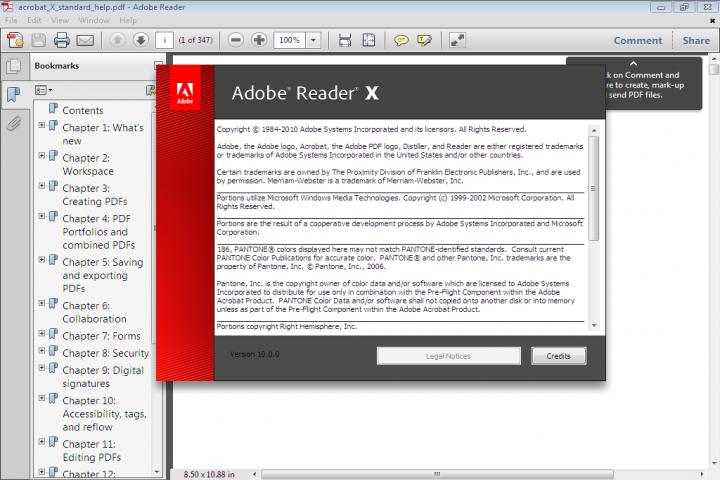 acrobat_X_standard_help.pdf - Adobe Reader
File Edit View Window Help
i (1 of 347) 100% Comment Share
Bookmarks
Contents
Chapter 1: What's
new
Chapter 2:
Workspace
Chapter 3:
Creating PDFs
Chapter 4: PDF
Portfolios and
combined PDFs
Chapter 5: Saving
and exporting
PDFs
Chapter 6:
Collaboration
Chapter 7: Forms
Chapter 8: Security
Chapter 9: Digital
signatures
Chapter 10:
Accessibility, tags,
and reflow
Chapter 11:
Editing PDFs
Chapter 12:
on Comment and
to create, mark-up
send PDF files.
Adobe
Adobe® Reader® X
Copyright © 1984-2010 Adobe Systems Incorporated and its licensors. All Rights Reserved.
Adobe, the Adobe logo, Acrobat, the Adobe PDF logo, Distiller, and Reader are either registered trademarks
or trademarks of Adobe Systems Incorporated in the United States and/or other countries.
Certain trademarks are owned by The Proximity Division of Franklin Electronic Publishers, Inc., and are used
by permission. Merriam-Webster is a trademark of Merriam-Webster, Inc.
Portions utilize Microsoft Windows Media Technologies. Copyright (c) 1999-2002 Microsoft Corporation. All
Rights Reserved.
Portions are the result of a cooperative development process by Adobe Systems Incorporated and Microsoft
Corporation.
186, PANTONE® colors displayed here may not match PANTONE-identified standards. Consult current
PANTONE Color Publications for accurate color. PANTONE® and other Pantone, Inc. trademarks are the
property of Pantone, Inc. © Pantone, Inc., 2006.
Pantone, Inc. is the copyright owner of color data and/or software which are licensed to Adobe Systems
Incorporated to distribute for use only in combination with the Pre-Flight Component within the Adobe
Acrobat Product. PANTONE Color Data and/or software shall not copied onto another disk or into memory
unless as part of the Pre-Flight Component within the Adobe Acrobat Product.
Portions copyright Right Hemisphere, Inc.
Version 10.0.0
Legal Notices
Credits
8.50 x 10.88 in